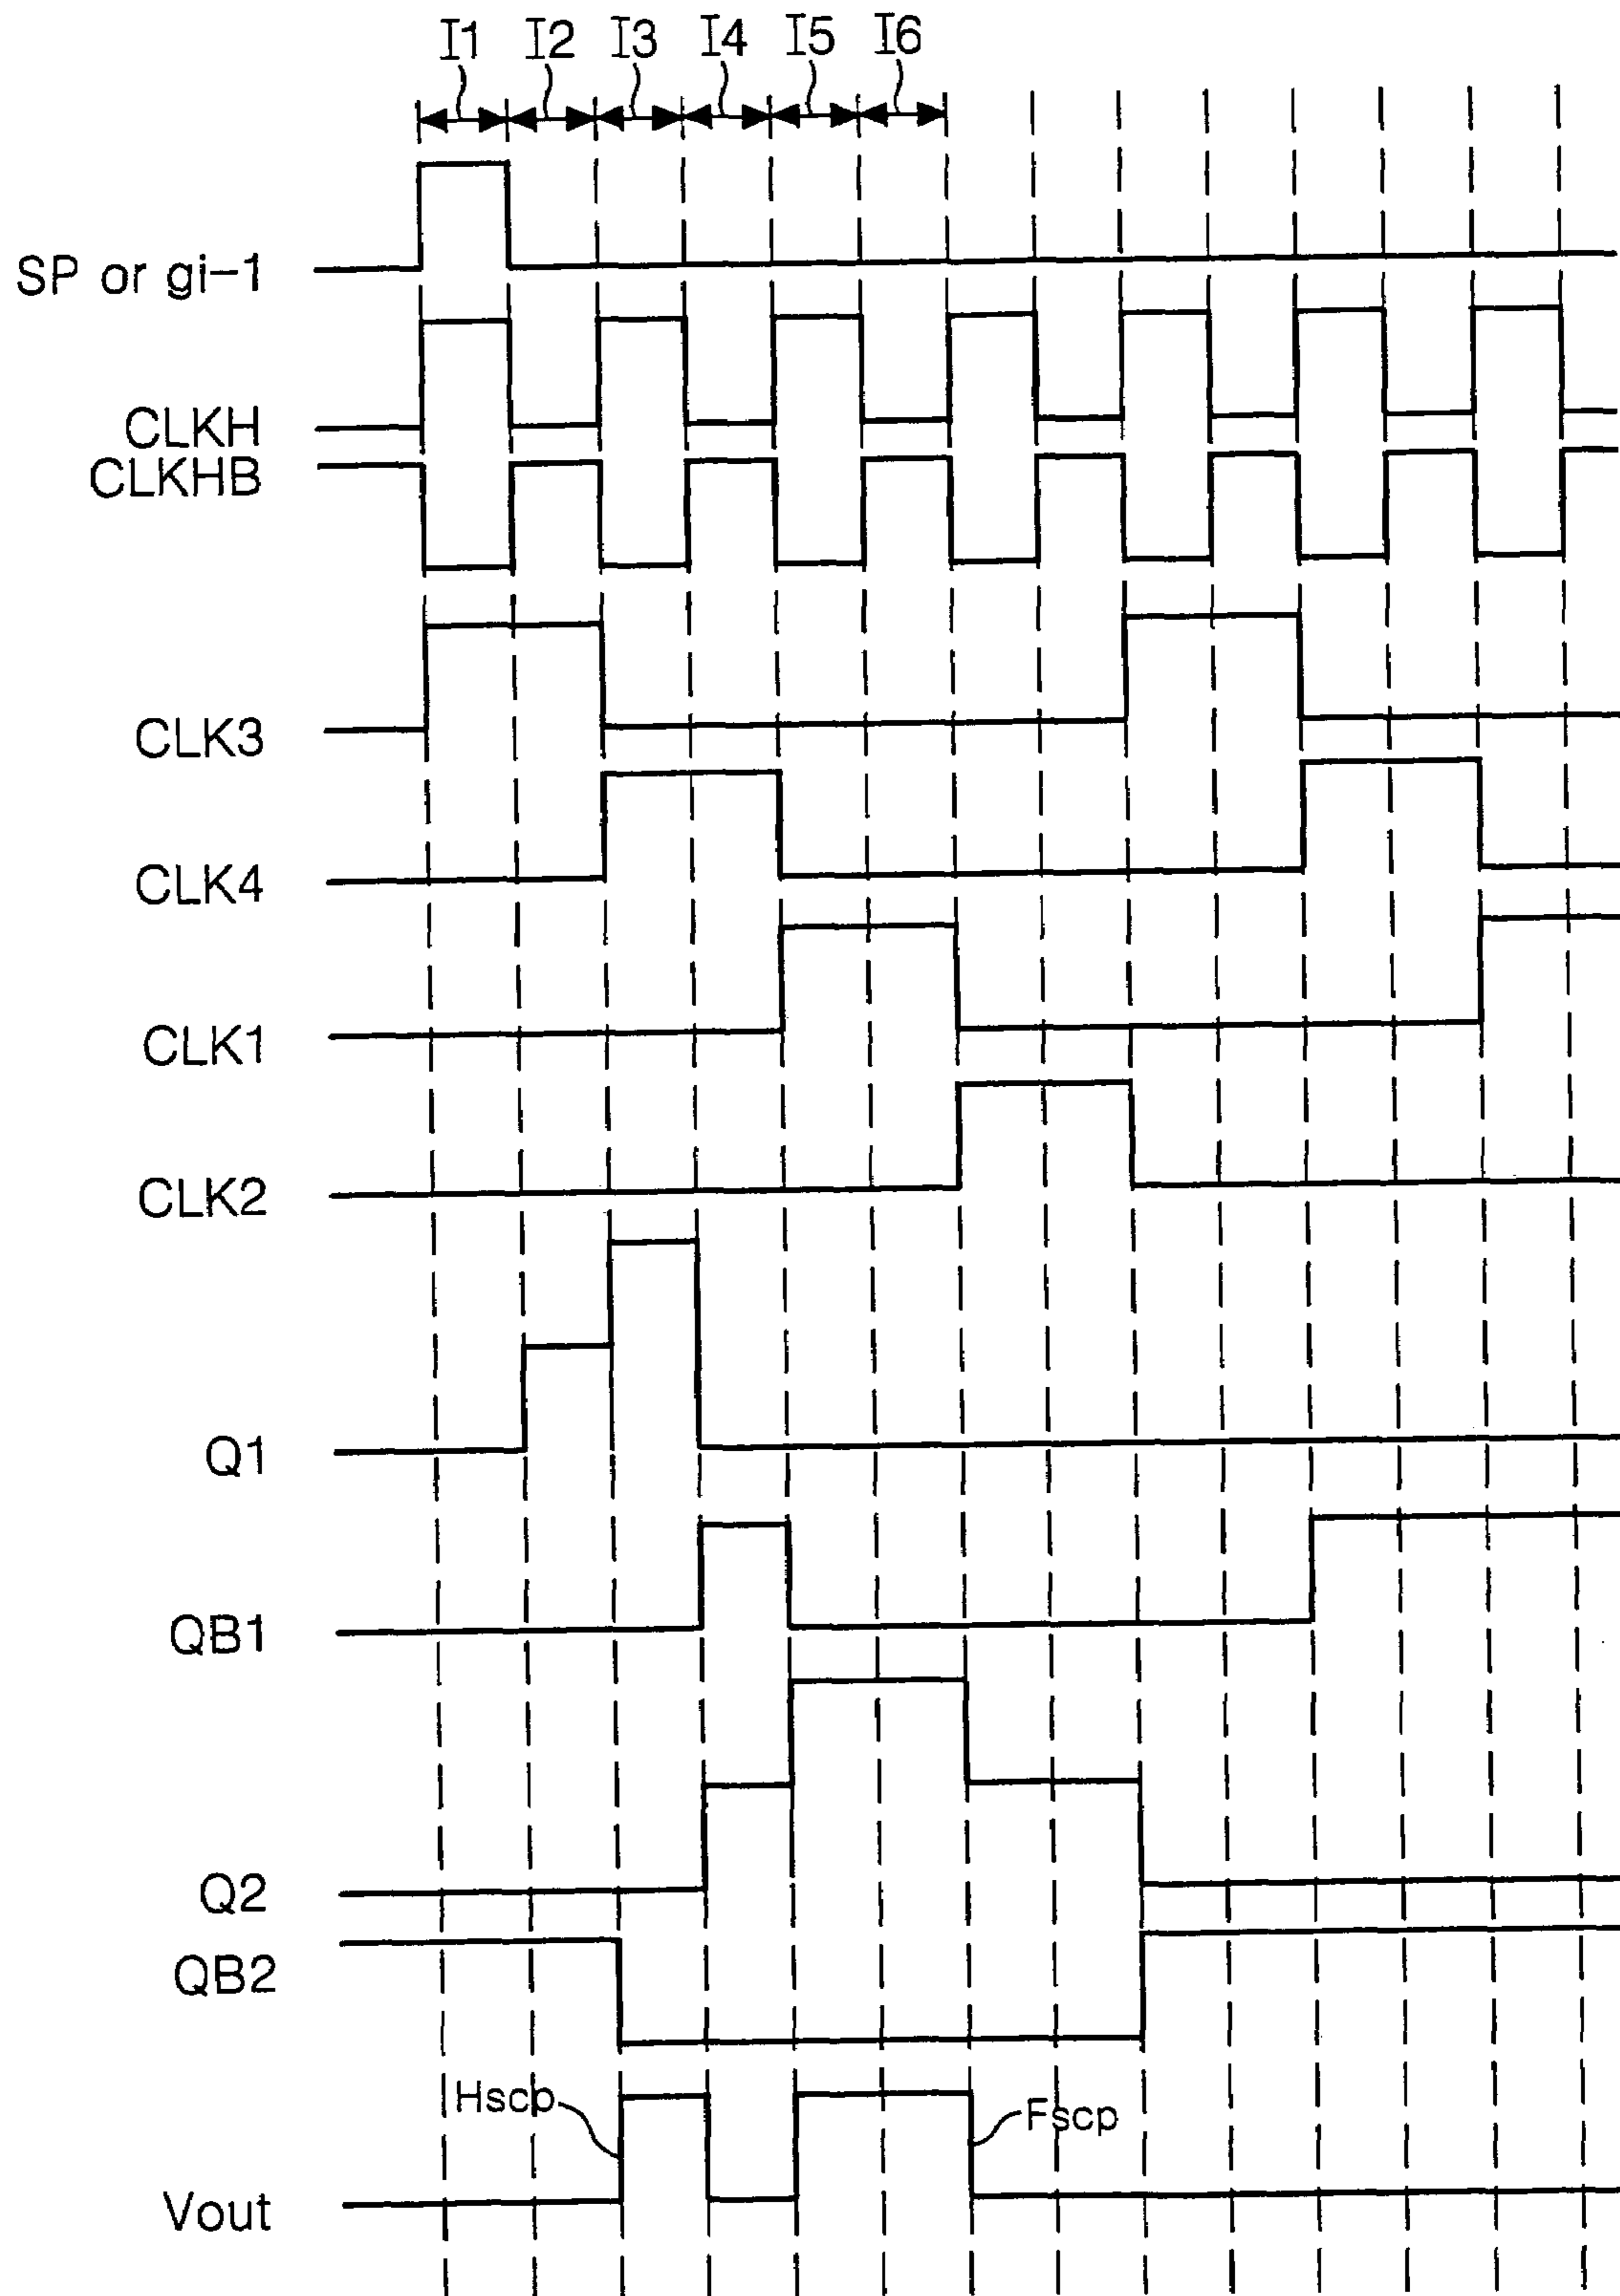 I1 I2 I3 I4 I5 I6
SP or gi-1
CLKH
CLKHB
CLK3
CLK4
CLK1
CLK2
Q1
QB1
Q2
QB2
Hscp
Fscp
Vout